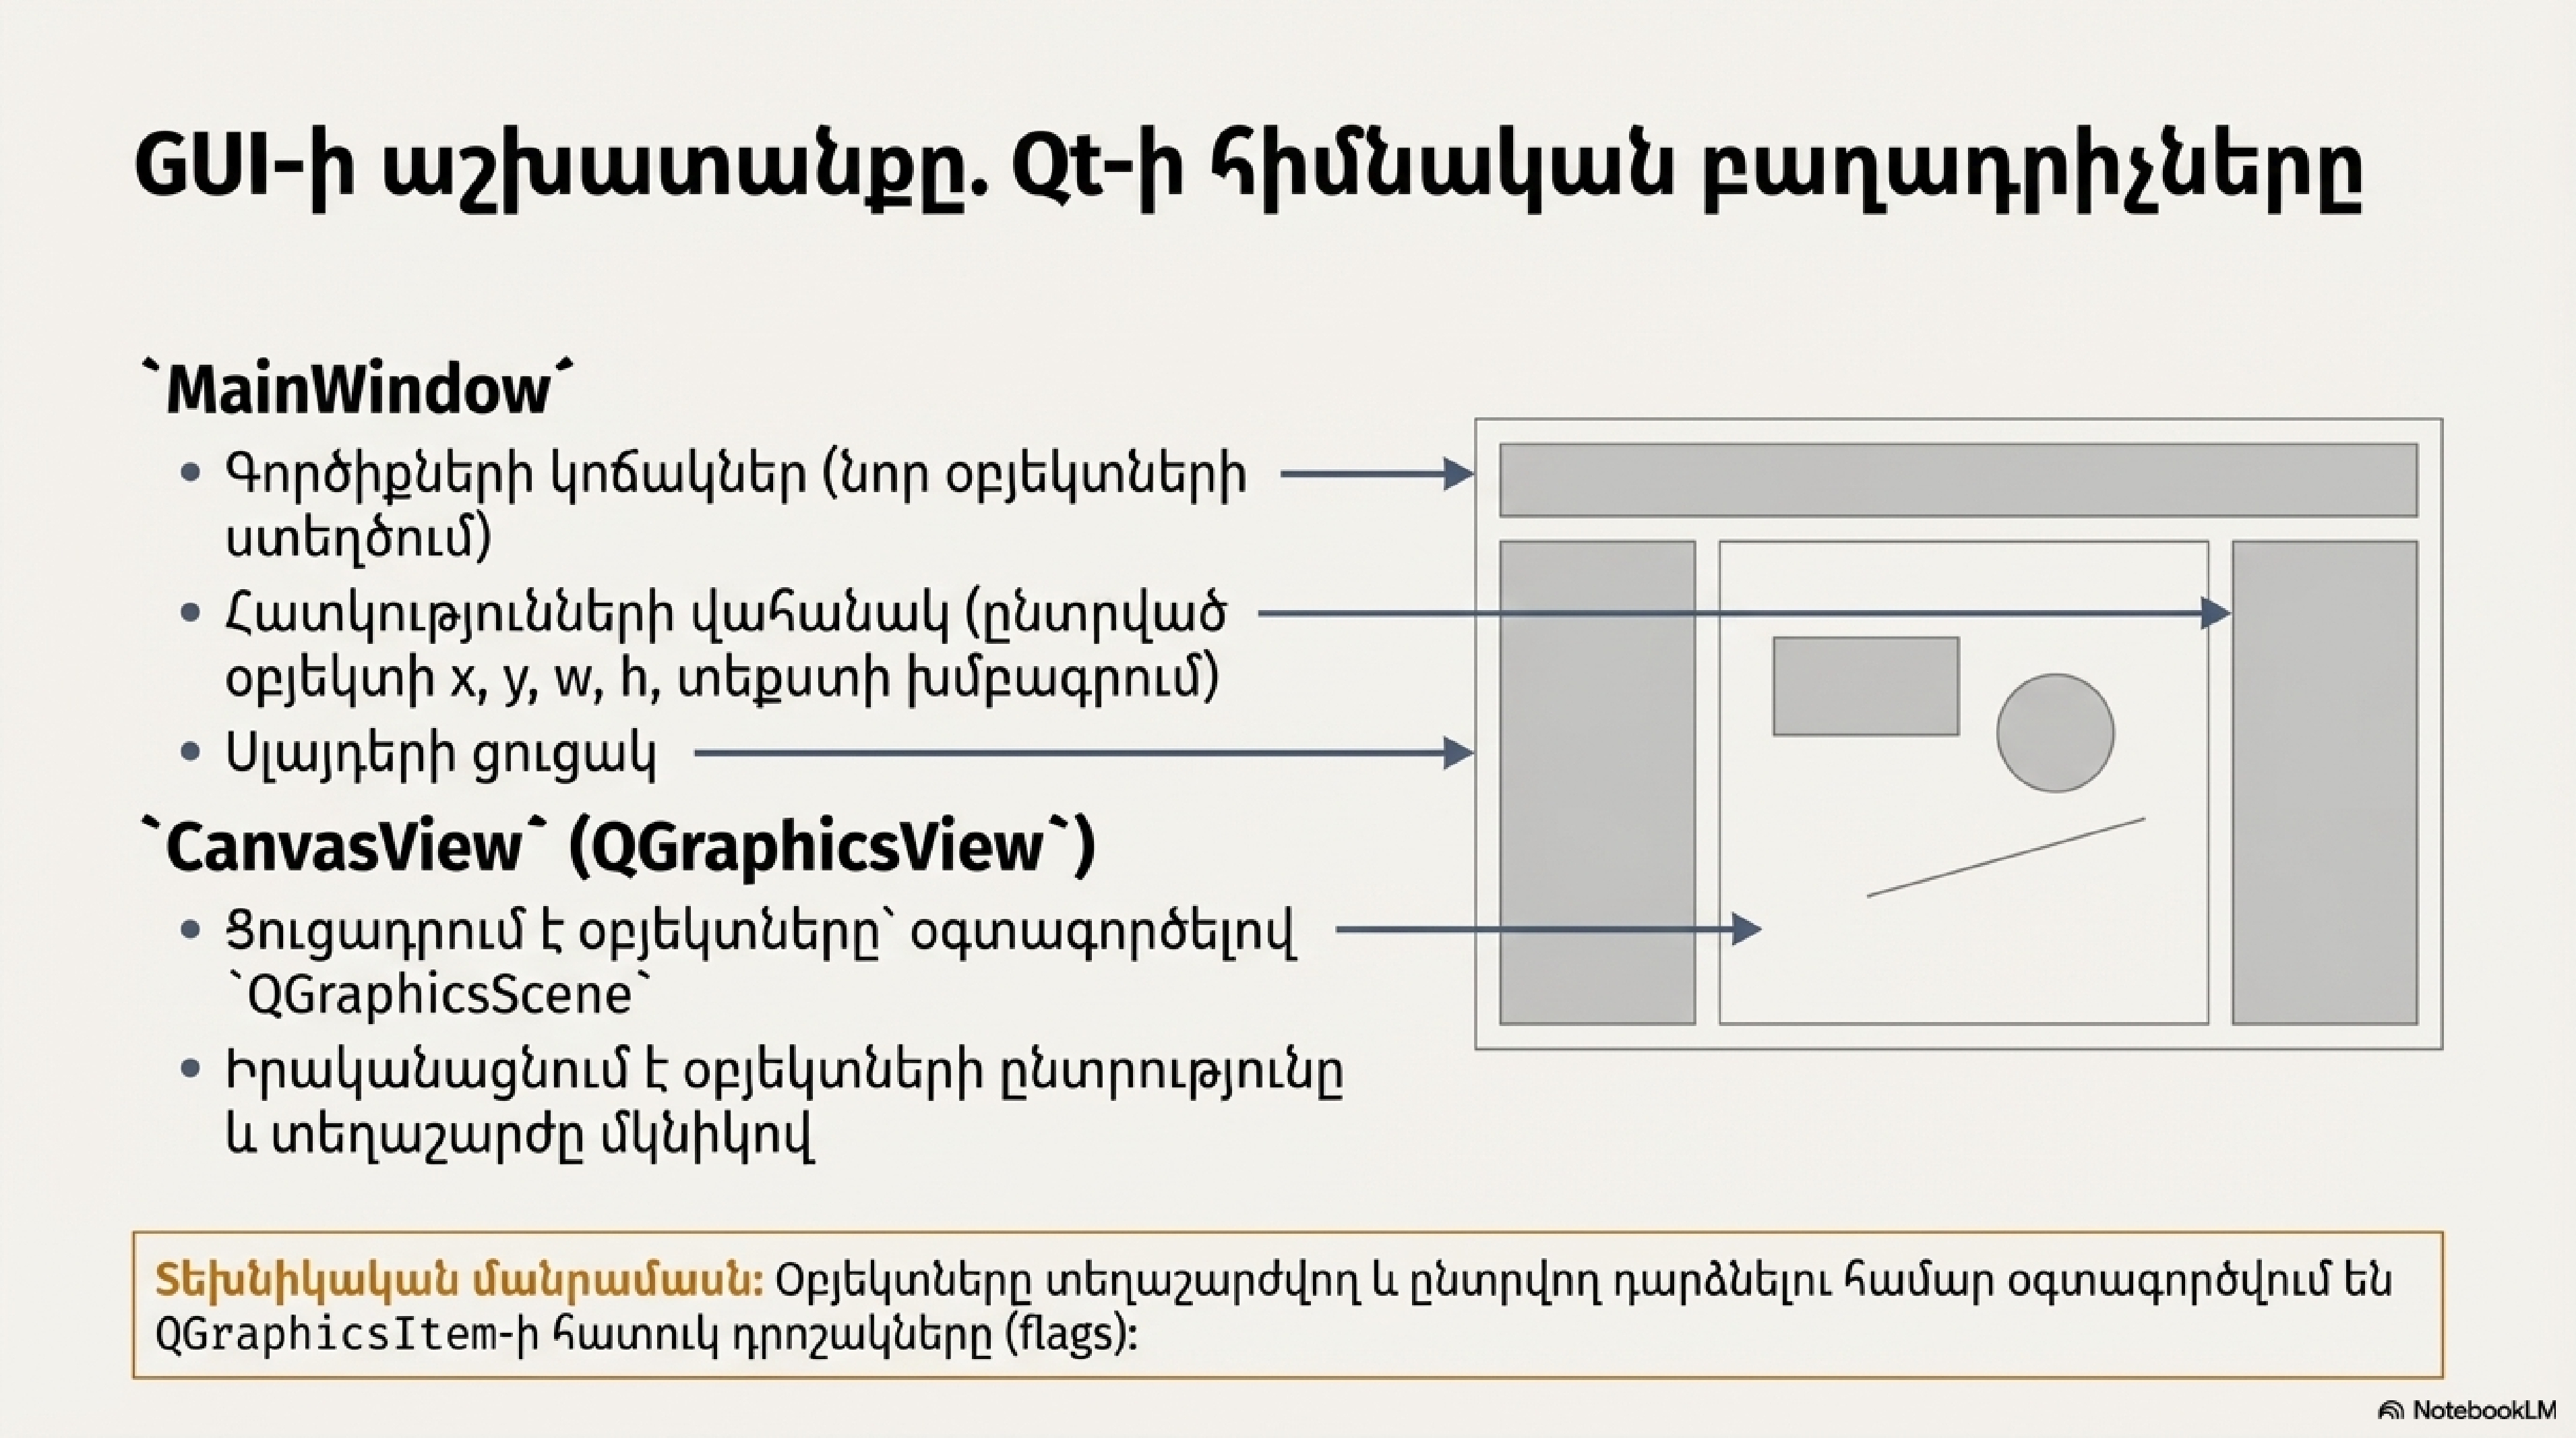 GUI-ի աշխատանքը. Qt-ի հիմնական բաղադրիչները
`MainWindow´
• Գործիքների կոճակներ (նոր օբյեկտների
ստեղծում)
• Հատկությունների վահանակ (ընտրված
օբյեկտի x, y, w, h, տեքստի խմբագրում)
• Սլայդերի ցուցակ
`CanvasView´ (QGraphicsView`)
• Ցուցադրում է օբյեկտները` օգտագործելով
`QGraphicsScene`
• Իրականացնում է օբյեկտների ընտրությունը
և տեղաշարժը մկնիկով
Տեխնիկական մանրամասն: Օբյեկտները տեղաշարժվող և ընտրվող դարձնելու համար օգտագործվում են
QGraphicsItem-ի հատուկ դրոշակները (flags):
NotebookLM